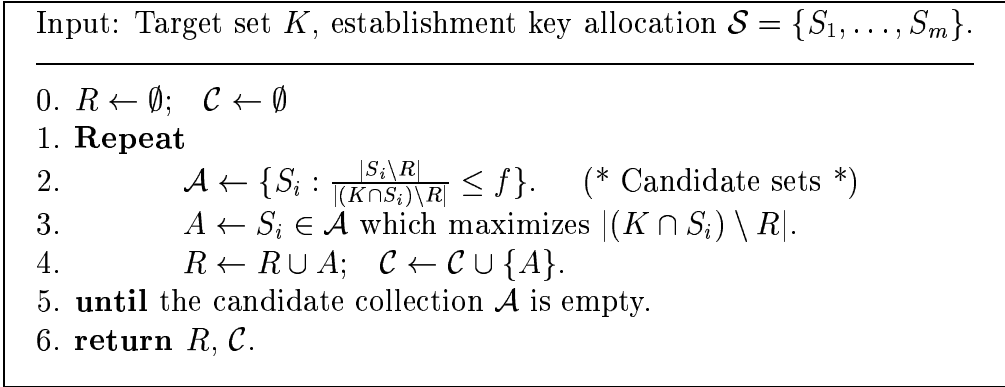 Input: Target set K, establishment key allocation 𝓢 = {S₁, . . . , Sₘ}.
0. R ← ∅;   𝒞 ← ∅
1. Repeat
2. 𝒜 ← {Sᵢ : |Sᵢ\R| / |(K∩Sᵢ)\R| ≤ f}.   (* Candidate sets *)
3. A ← Sᵢ ∈ 𝒜 which maximizes |(K ∩ Sᵢ) \ R|.
4. R ← R ∪ A;   𝒞 ← 𝒞 ∪ {A}.
5. until the candidate collection 𝒜 is empty.
6. return R, 𝒞.